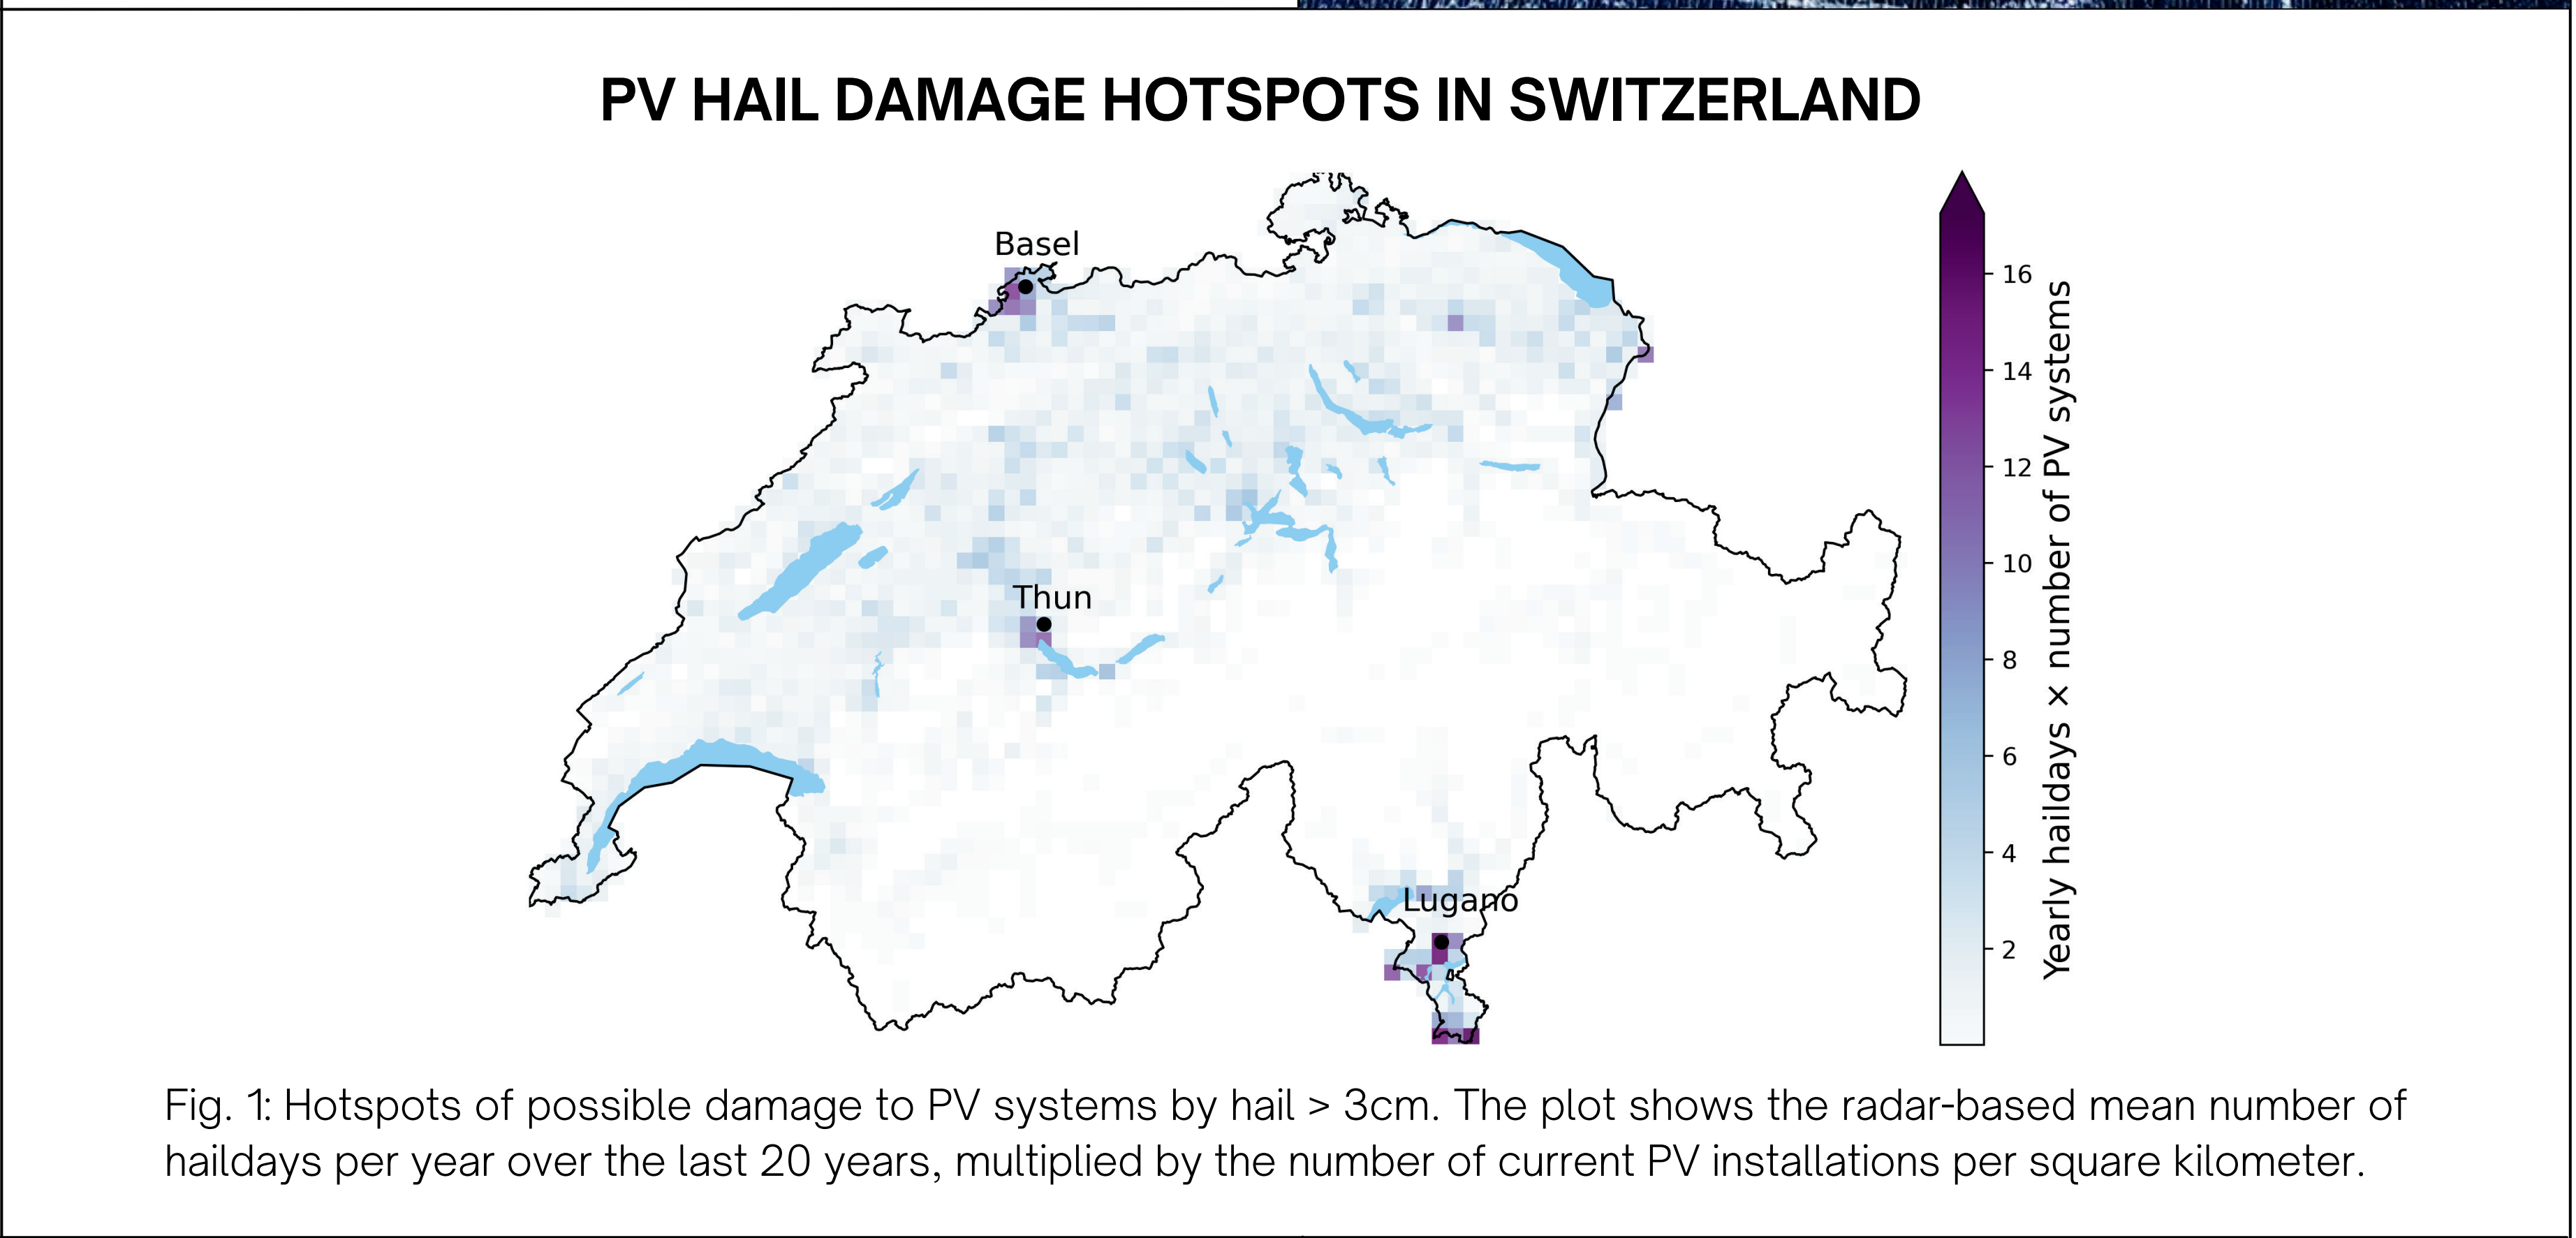 PV HAIL DAMAGE HOTSPOTS IN SWITZERLAND
Basel
Thun
Lugano
16
14
12
10
8
6
4
2
Yearly haildays × number of PV systems
Fig. 1: Hotspots of possible damage to PV systems by hail > 3cm. The plot shows the radar-based mean number of
haildays per year over the last 20 years, multiplied by the number of current PV installations per square kilometer.